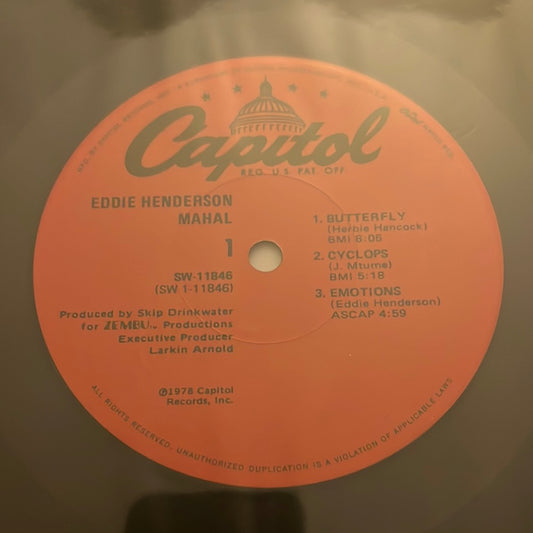 Capitol
REG. U.S. PAT. OFF.
EDDIE HENDERSON
MAHAL
1
SW-11846
(SW 1-11846)
Produced by Skip Drinkwater
for ZEMBU™ Productions
Executive Producer
Larkin Arnold
℗1978 Capitol
Records, Inc.
1. BUTTERFLY
(Herbie Hancock)
BMI 6:05
2. CYCLOPS
(J. Mtume)
BMI 5:18
3. EMOTIONS
(Eddie Henderson)
ASCAP 4:59
ALL RIGHTS RESERVED. UNAUTHORIZED DUPLICATION IS A VIOLATION OF APPLICABLE LAWS